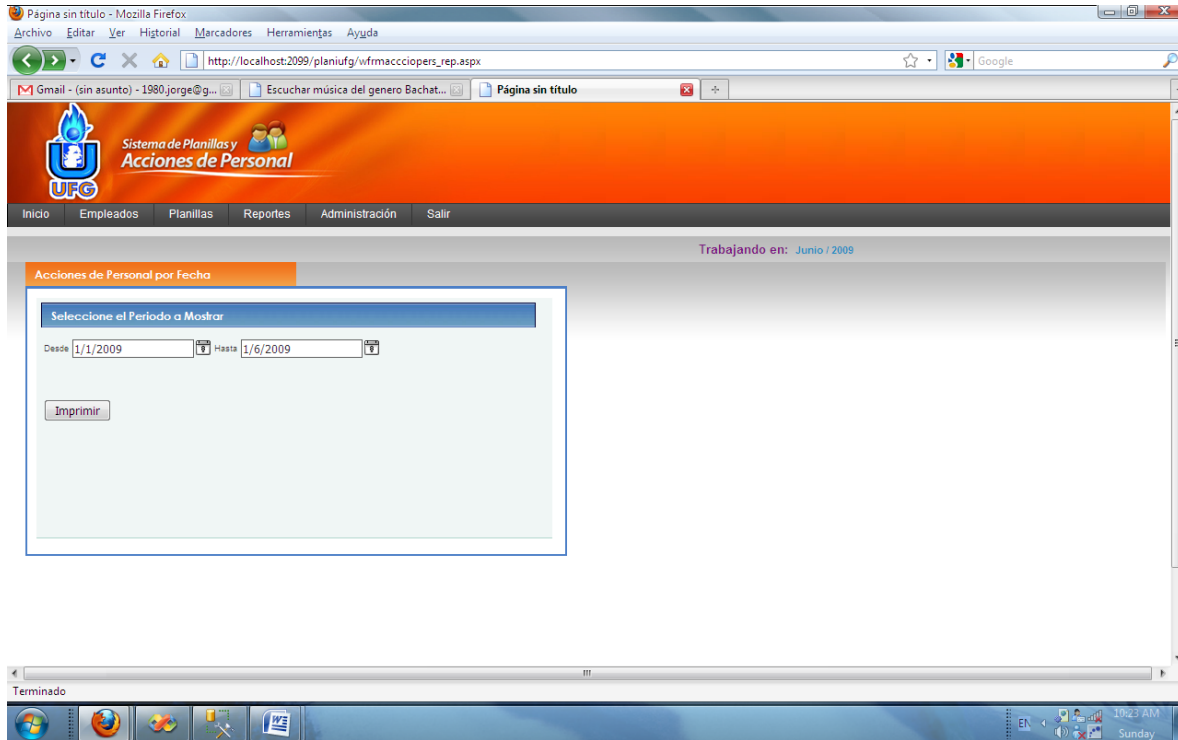 Página sin título - Mozilla Firefox
Archivo Editar Ver Historial Marcadores Herramientas Ayuda
http://localhost:2099/planiufg/wfrmaccciopers_rep.aspx
Google
Gmail - (sin asunto) - 1980.jorge@g...
Escuchar música del genero Bachat...
Página sin título
Sistema de Planillas y
Acciones de Personal
UFG
Inicio Empleados Planillas Reportes Administración Salir
Trabajando en: Junio / 2009
Acciones de Personal por Fecha
Seleccione el Periodo a Mostrar
Desde 1/1/2009 Hasta 1/6/2009
Imprimir
Terminado
EN
10:23 AM
Sunday